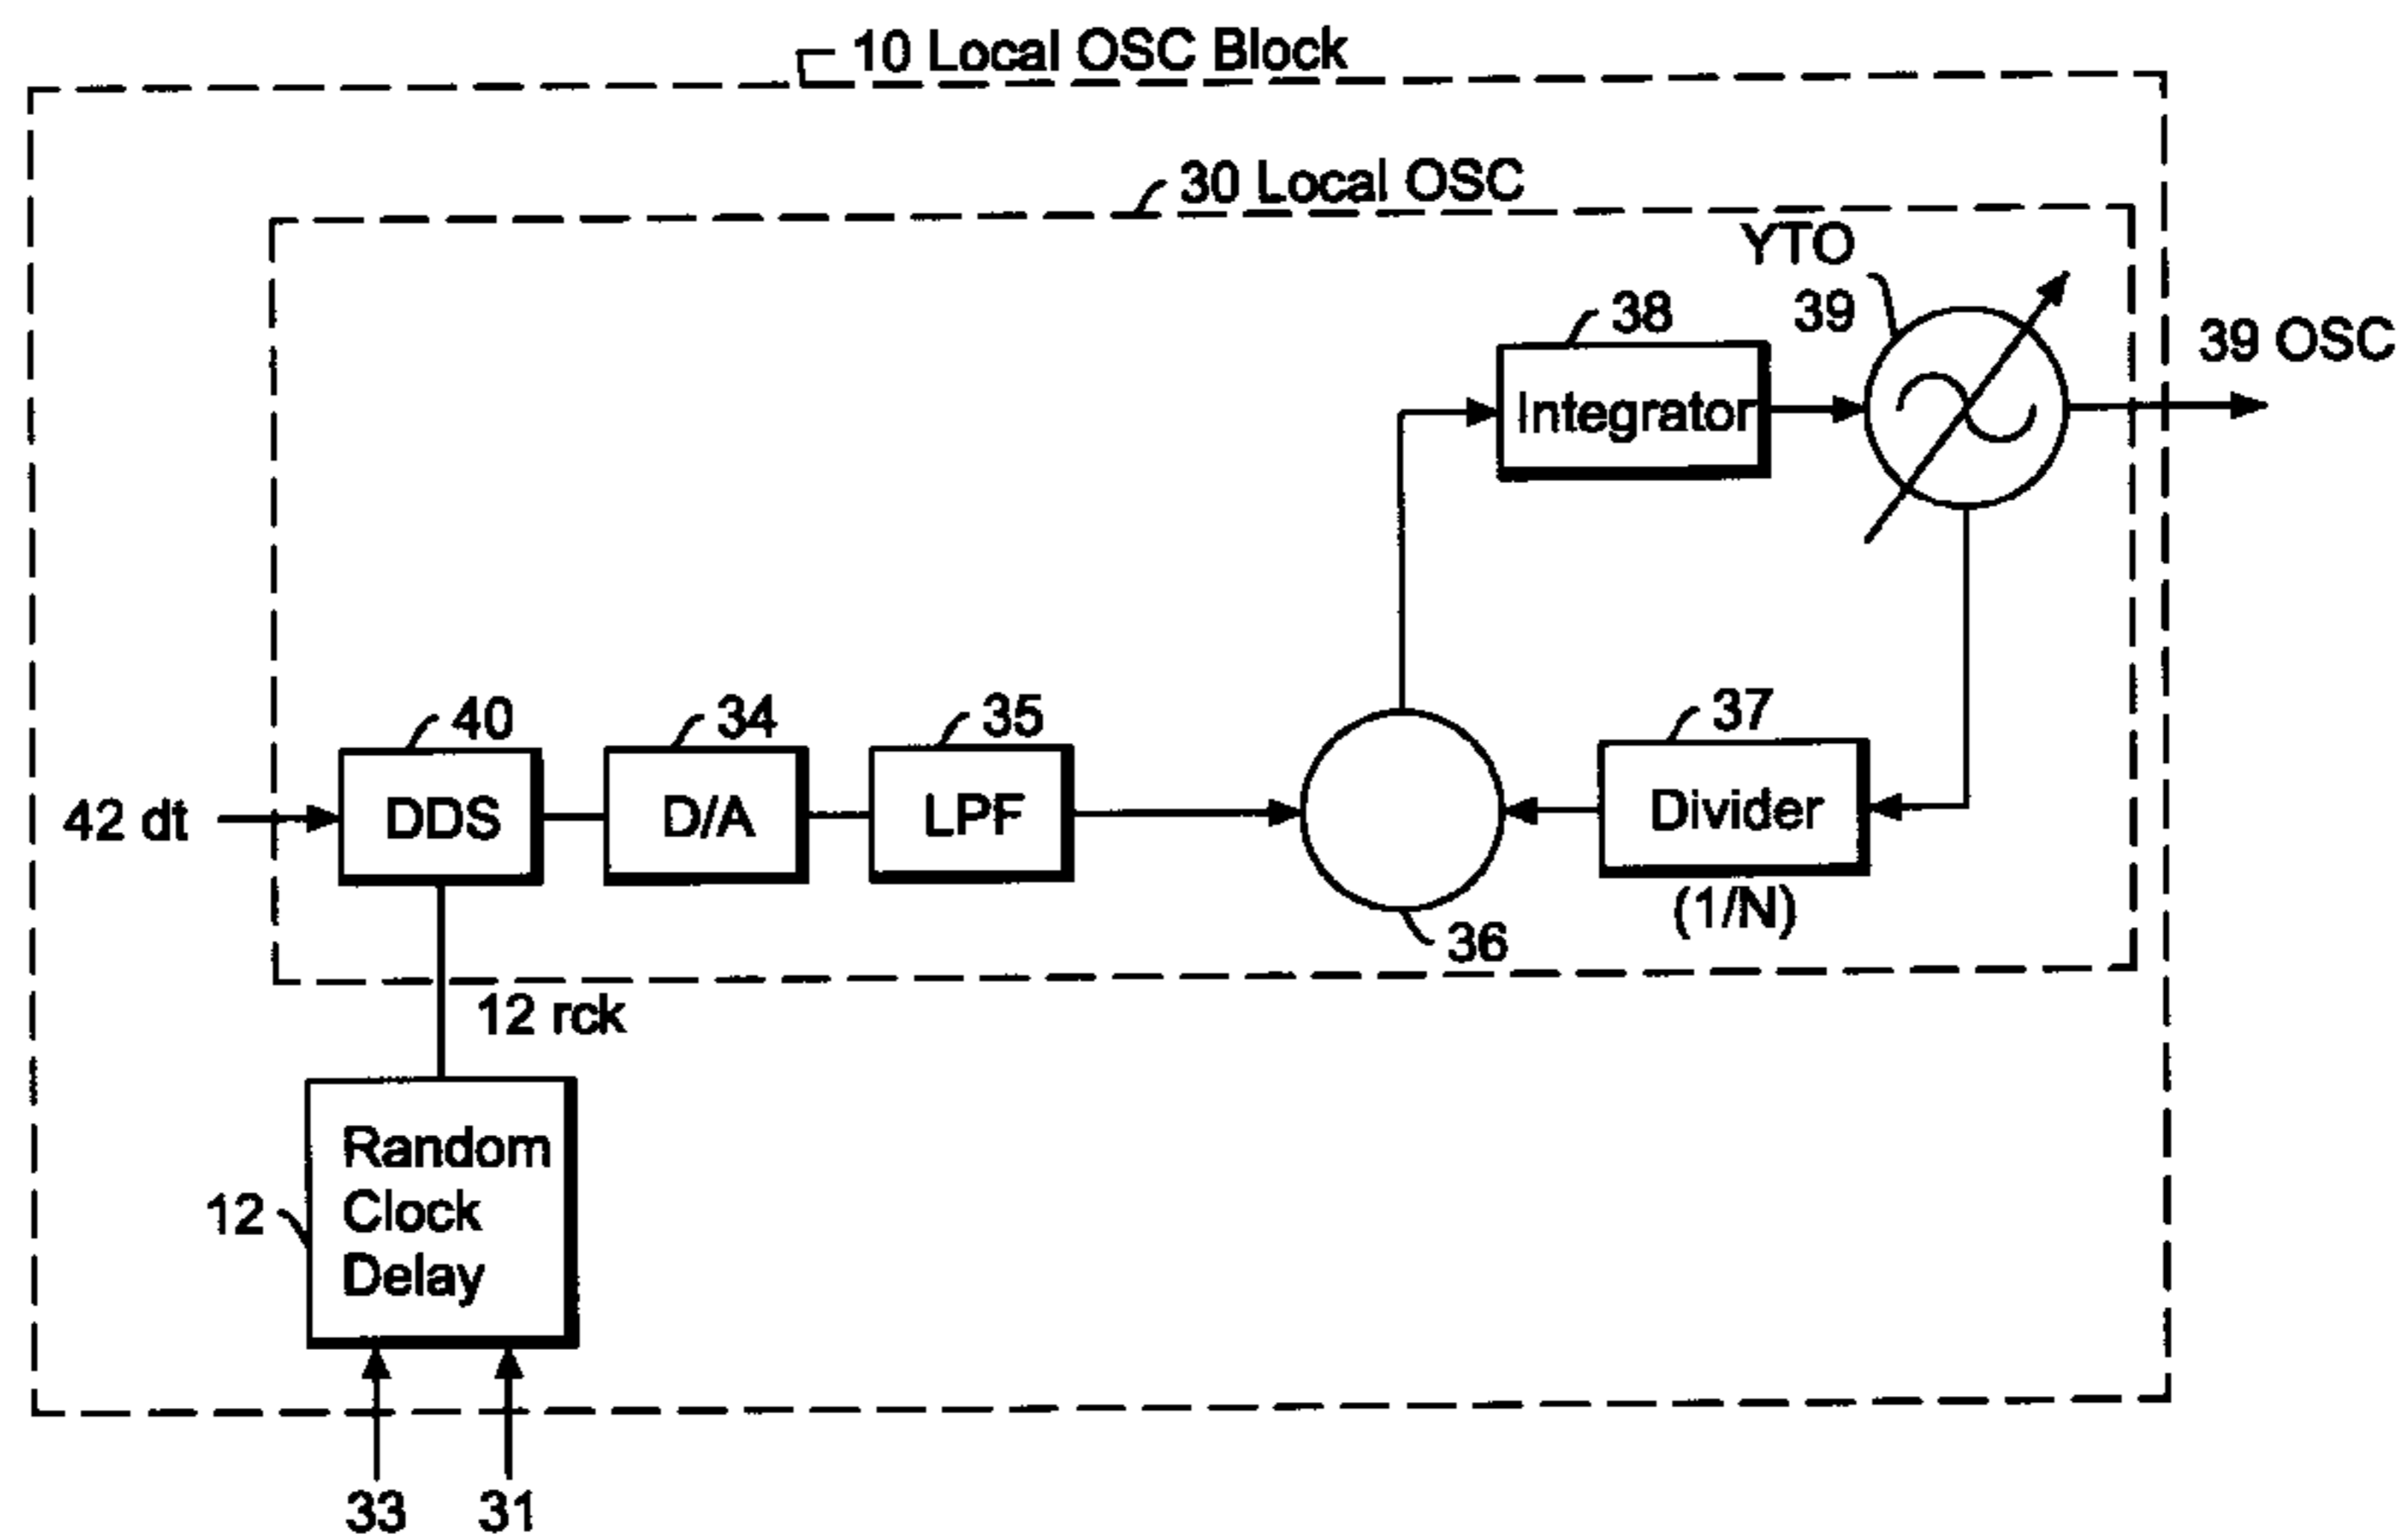 10 Local OSC Block
30 Local OSC
YTO
39
38
39 OSC
Integrator
40
34
35
37
42 dt
DDS
D/A
LPF
Divider
(1/N)
36
12 rck
12
Random
Clock
Delay
33
31